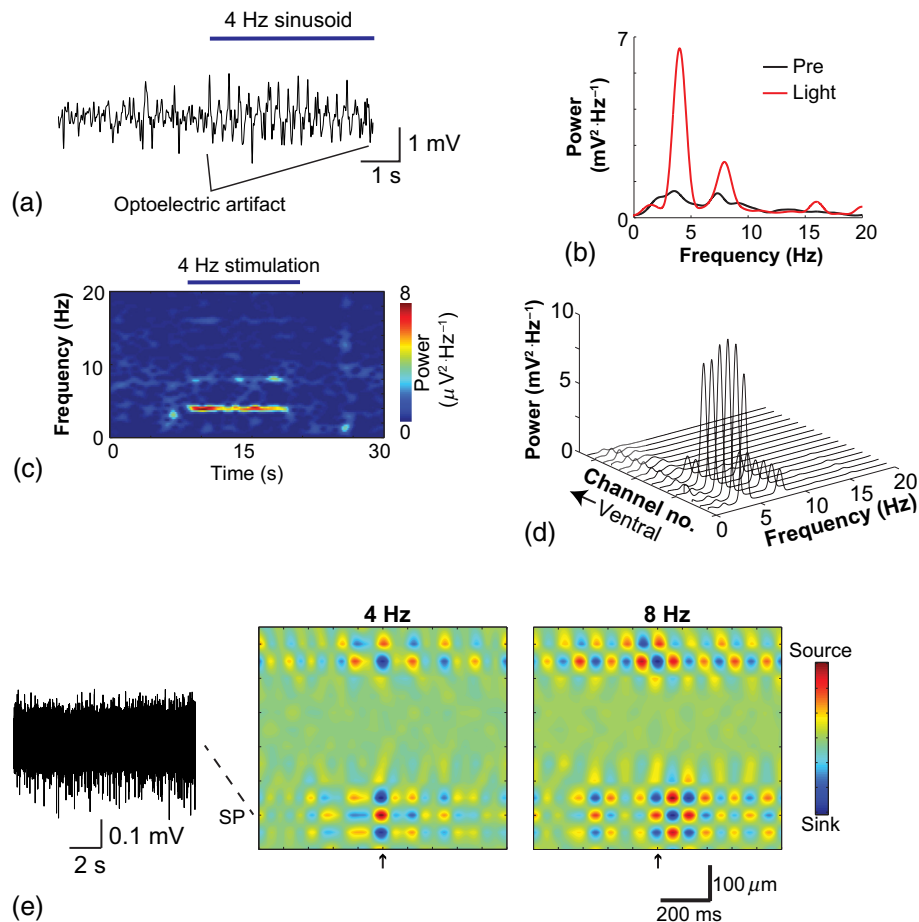 4 Hz sinusoid
1 mV
1 s
Optoelectric artifact
(a)
7
Pre
Light
Power
(mV²·Hz⁻¹)
0
0 5 10 15 20
Frequency (Hz)
(b)
4 Hz stimulation
20
10
0
Frequency (Hz)
0 15 30
Time (s)
8
0
Power
(μV²·Hz⁻¹)
(c)
10
5
0
Power (mV²·Hz⁻¹)
Channel no.
Ventral
0 5 10 15 20
Frequency (Hz)
(d)
4 Hz
8 Hz
Source
Sink
SP
0.1 mV
2 s
↑
↑
100 μm
200 ms
(e)